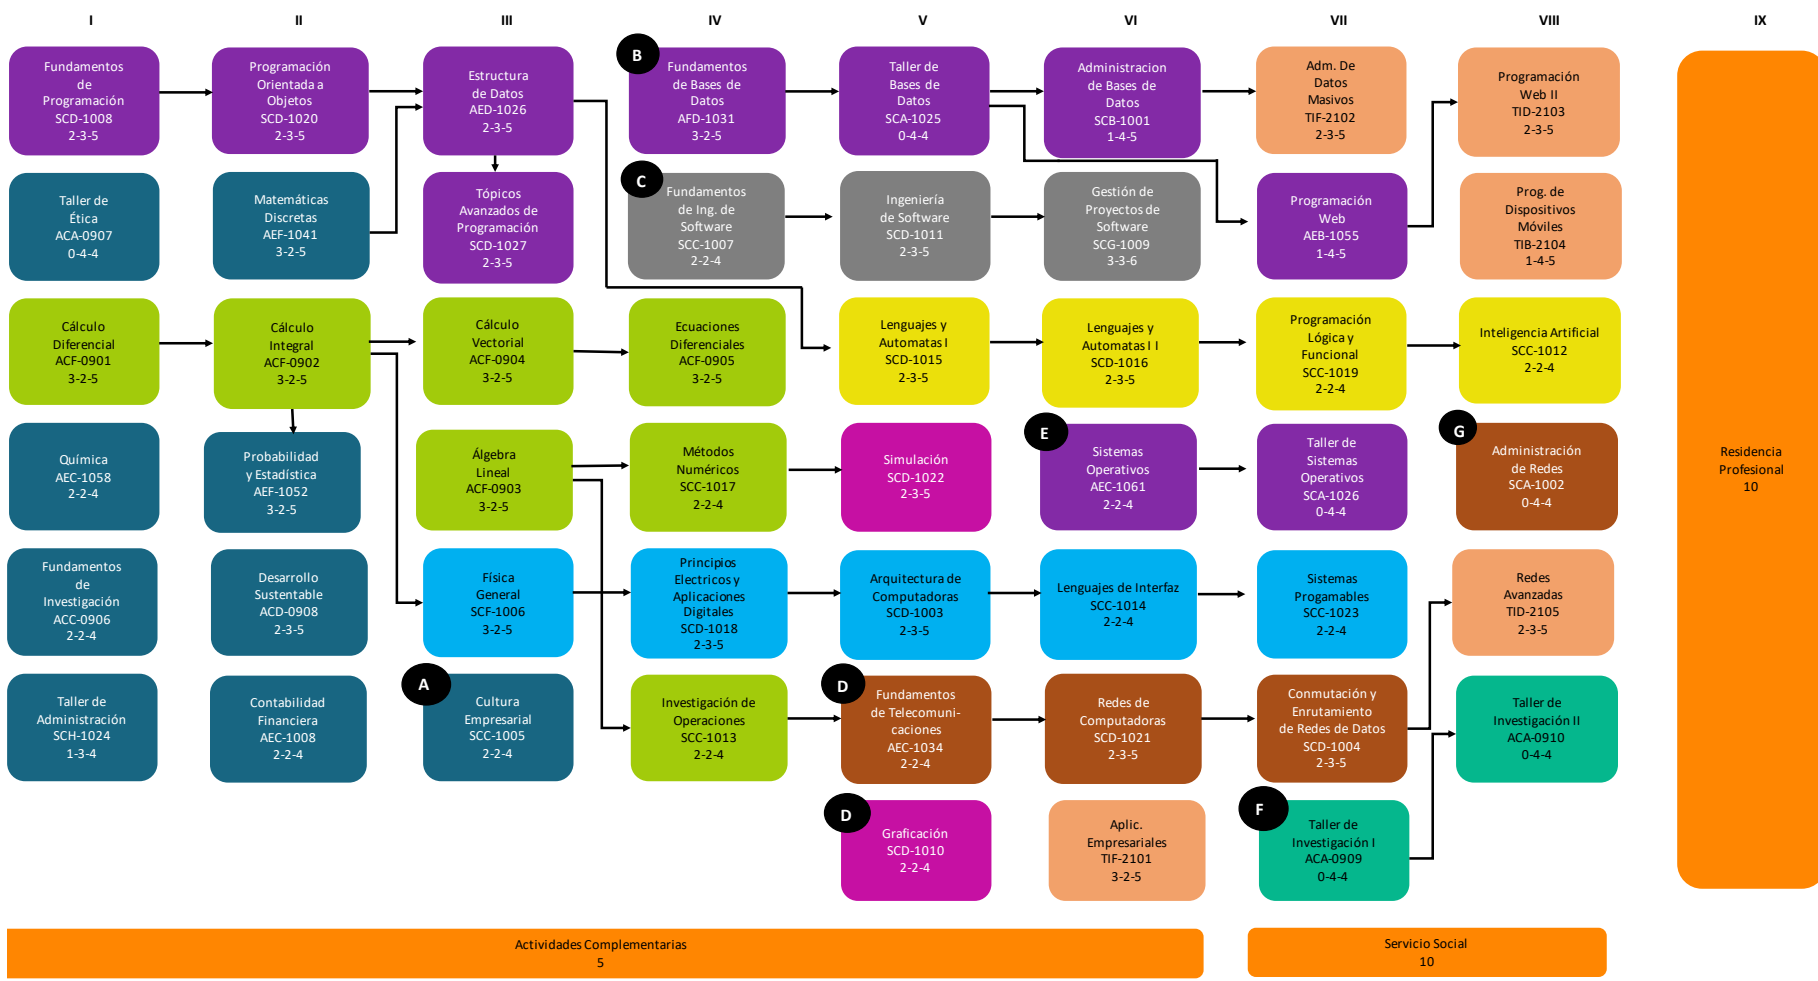 I
II
III
IV
V
VI
VII
VIII
IX
Fundamentos
de
Programación
SCD-1008
2-3-5
Programación
Orientada a
Objetos
SCD-1020
2-3-5
Estructura
de Datos
AED-1026
2-3-5
B
Fundamentos
de Bases de
Datos
AFD-1031
3-2-5
Taller de
Bases de
Datos
SCA-1025
0-4-4
Administracion
de Bases de
Datos
SCB-1001
1-4-5
Adm. De
Datos
Masivos
TIF-2102
2-3-5
Programación
Web II
TID-2103
2-3-5
Taller de
Ética
ACA-0907
0-4-4
Matemáticas
Discretas
AEF-1041
3-2-5
Tópicos
Avanzados de
Programación
SCD-1027
2-3-5
C
Fundamentos
de Ing. de
Software
SCC-1007
2-2-4
Ingeniería
de Software
SCD-1011
2-3-5
Gestión de
Proyectos de
Software
SCG-1009
3-3-6
Programación
Web
AEB-1055
1-4-5
Prog. de
Dispositivos
Móviles
TIB-2104
1-4-5
Cálculo
Diferencial
ACF-0901
3-2-5
Cálculo
Integral
ACF-0902
3-2-5
Cálculo
Vectorial
ACF-0904
3-2-5
Ecuaciones
Diferenciales
ACF-0905
3-2-5
Lenguajes y
Automatas I
SCD-1015
2-3-5
Lenguajes y
Automatas I I
SCD-1016
2-3-5
Programación
Lógica y
Funcional
SCC-1019
2-2-4
Inteligencia Artificial
SCC-1012
2-2-4
Química
AEC-1058
2-2-4
Probabilidad
y Estadística
AEF-1052
3-2-5
Álgebra
Lineal
ACF-0903
3-2-5
Métodos
Numéricos
SCC-1017
2-2-4
Simulación
SCD-1022
2-3-5
E
Sistemas
Operativos
AEC-1061
2-2-4
Taller de
Sistemas
Operativos
SCA-1026
0-4-4
G
Administración
de Redes
SCA-1002
0-4-4
Residencia
Profesional
10
Fundamentos
de
Investigación
ACC-0906
2-2-4
Desarrollo
Sustentable
ACD-0908
2-3-5
Física
General
SCF-1006
3-2-5
Principios
Electricos y
Aplicaciones
Digitales
SCD-1018
2-3-5
Arquitectura de
Computadoras
SCD-1003
2-3-5
Lenguajes de Interfaz
SCC-1014
2-2-4
Sistemas
Progamables
SCC-1023
2-2-4
Redes
Avanzadas
TID-2105
2-3-5
Taller de
Administración
SCH-1024
1-3-4
Contabilidad
Financiera
AEC-1008
2-2-4
A
Cultura
Empresarial
SCC-1005
2-2-4
Investigación de
Operaciones
SCC-1013
2-2-4
D
Fundamentos
de Telecomuni-
caciones
AEC-1034
2-2-4
Redes de
Computadoras
SCD-1021
2-3-5
Conmutación y
Enrutamiento
de Redes de Datos
SCD-1004
2-3-5
Taller de
Investigación II
ACA-0910
0-4-4
D
Graficación
SCD-1010
2-2-4
Aplic.
Empresariales
TIF-2101
3-2-5
F
Taller de
Investigación I
ACA-0909
0-4-4
Actividades Complementarias
5
Servicio Social
10